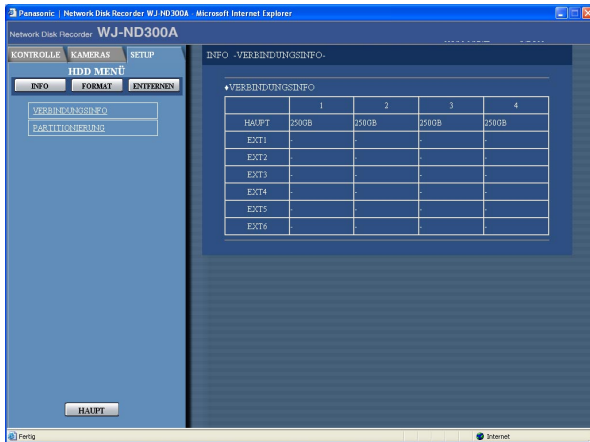 Panasonic | Network Disk Recorder WJ-ND300A - Microsoft Internet Explorer
Network Disk Recorder WJ-ND300A
KONTROLLE KAMERAS SETUP
HDD MENÜ
INFO FORMAT ENTFERNEN
VERBINDUNGSINFO
PARTITIONIERUNG
HAUPT
INFO -VERBINDUNGSINFO-
♦VERBINDUNGSINFO
1 2 3 4
HAUPT 250GB 250GB 250GB 250GB
EXT1 - - - -
EXT2 - - - -
EXT3 - - - -
EXT4 - - - -
EXT5 - - - -
EXT6 - - - -
Fertig Internet